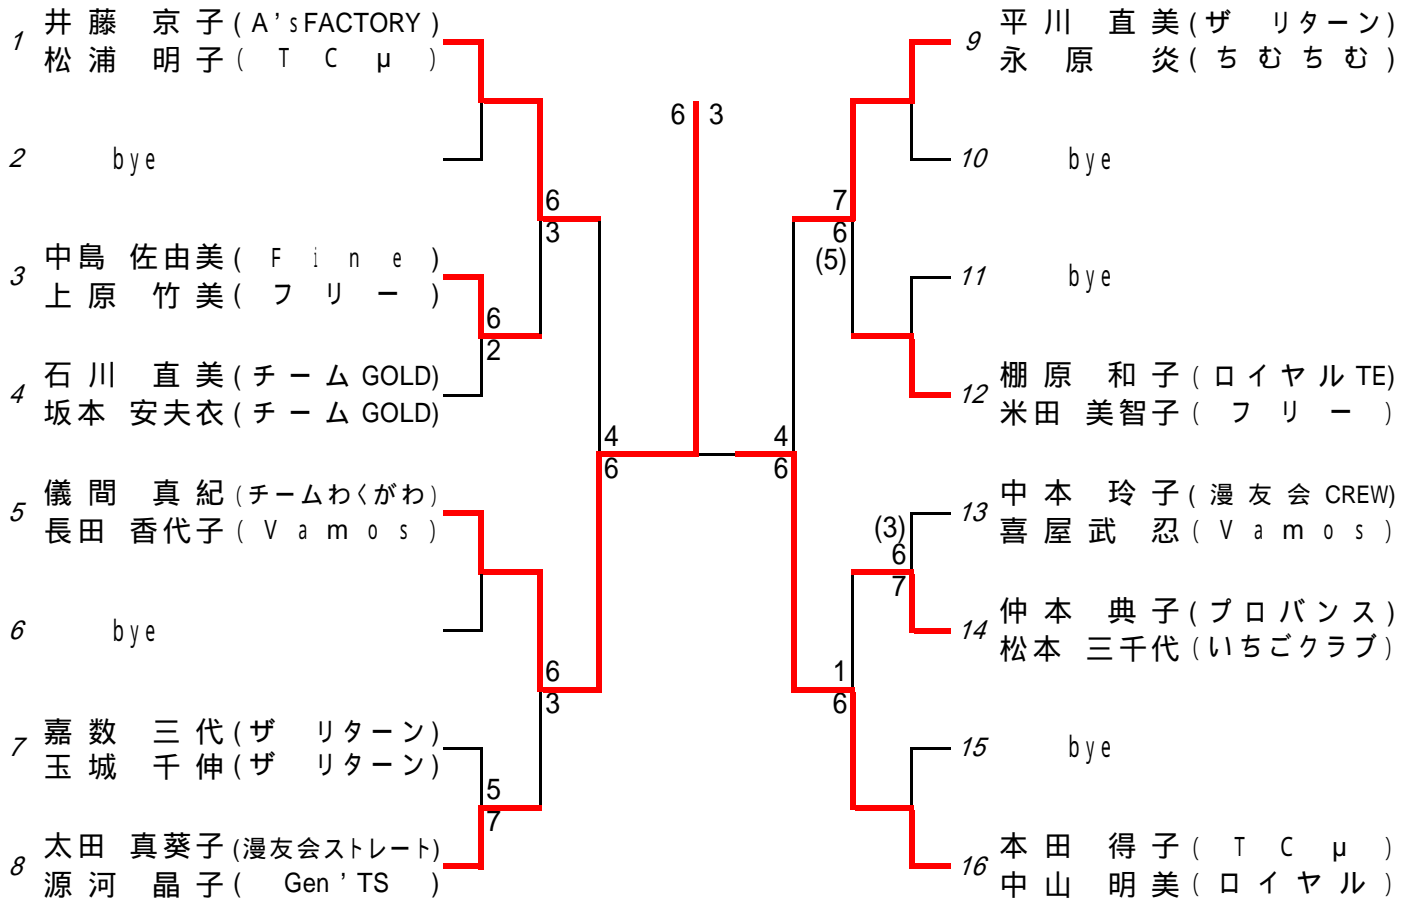 1 井藤 京子(A'sFACTORY)
松浦 明子(TCμ)
2 bye
6
3
3 中島 佐由美(Fine)
上原 竹美(フリー)
6
2
4 石川 直美(チームGOLD)
坂本 安夫衣(チームGOLD)
4
6
5 儀間 真紀(チームわくがわ)
長田 香代子(Vamos)
6 bye
6
3
7 嘉数 三代(ザ リターン)
玉城 千伸(ザ リターン)
5
7
8 太田 真葵子(漫友会ストレート)
源河 晶子(Gen'TS)
6 3
9 平川 直美(ザ リターン)
永原 炎(ちむちむ)
10 bye
7
6
(5)
11 bye
12 棚原 和子(ロイヤルTE)
米田 美智子(フリー)
4
6
13 中本 玲子(漫友会CREW)
喜屋武 忍(Vamos)
(3)
6
7
14 仲本 典子(プロバンス)
松本 三千代(いちごクラブ)
1
6
15 bye
16 本田 得子(TCμ)
中山 明美(ロイヤル)